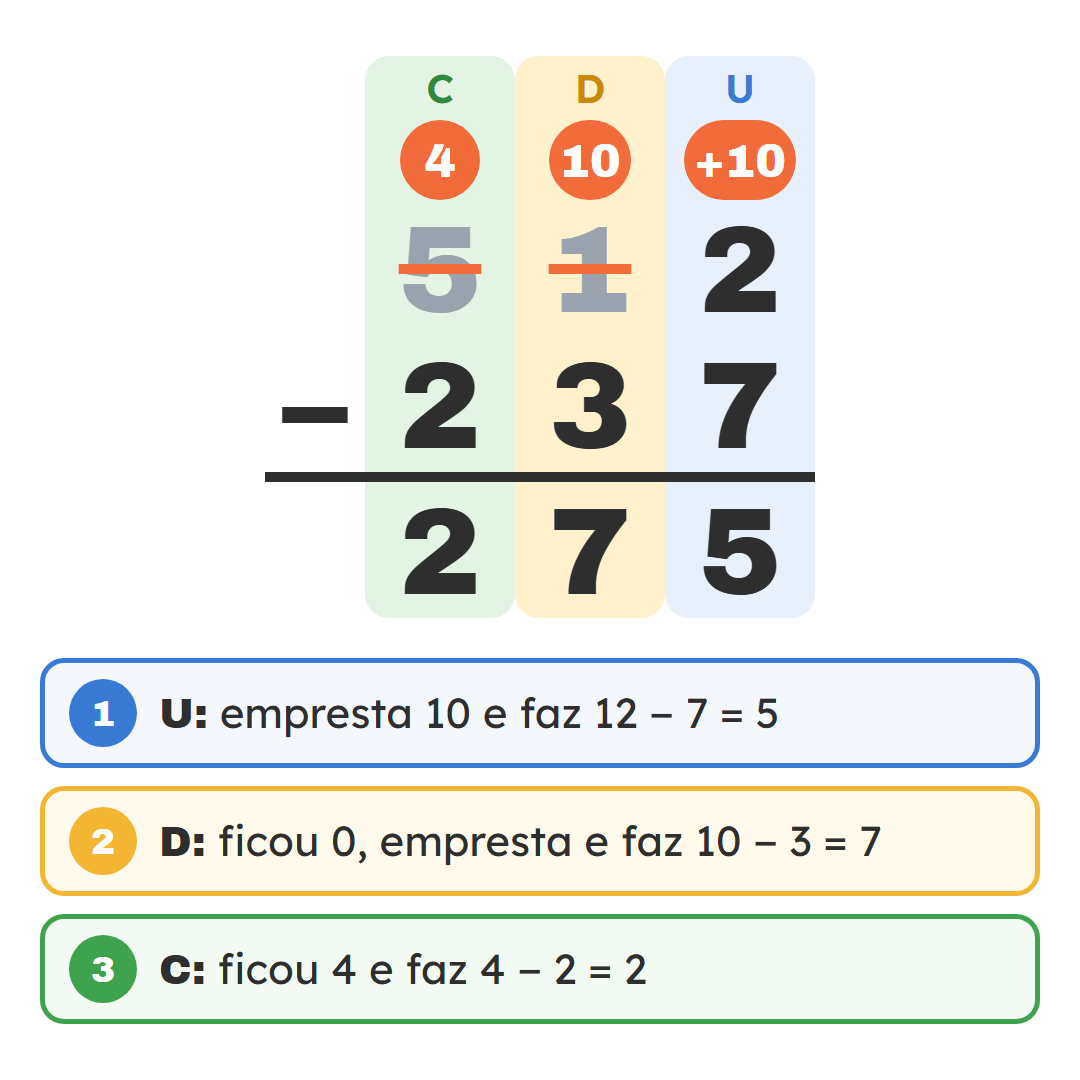 C D U
4 10 +10
5 1 2
– 2 3 7
2 7 5
1 U: empresta 10 e faz 12 – 7 = 5
2 D: ficou 0, empresta e faz 10 – 3 = 7
3 C: ficou 4 e faz 4 – 2 = 2